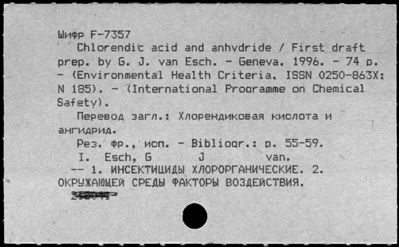 Шифр F-7357
Chlorendic acid and anhydride / First draft
prep. by G. J. van Esch. - Geneva, 1996. - 74 p.
- (Environmental Health Criteria, ISSN 0250-863X;
N 185). - (International Programme on Chemical
Safety).
Перевод загл.: Хлорендиковая кислота и
ангидрид.
Рез. фр., исп. - Bibliogr.: p. 55-59.
I. Esch, G J van.
-- 1. ИНСЕКТИЦИДЫ ХЛОРОРГАНИЧЕСКИЕ. 2.
ОКРУЖАЮЩЕЙ СРЕДЫ ФАКТОРЫ ВОЗДЕЙСТВИЯ.